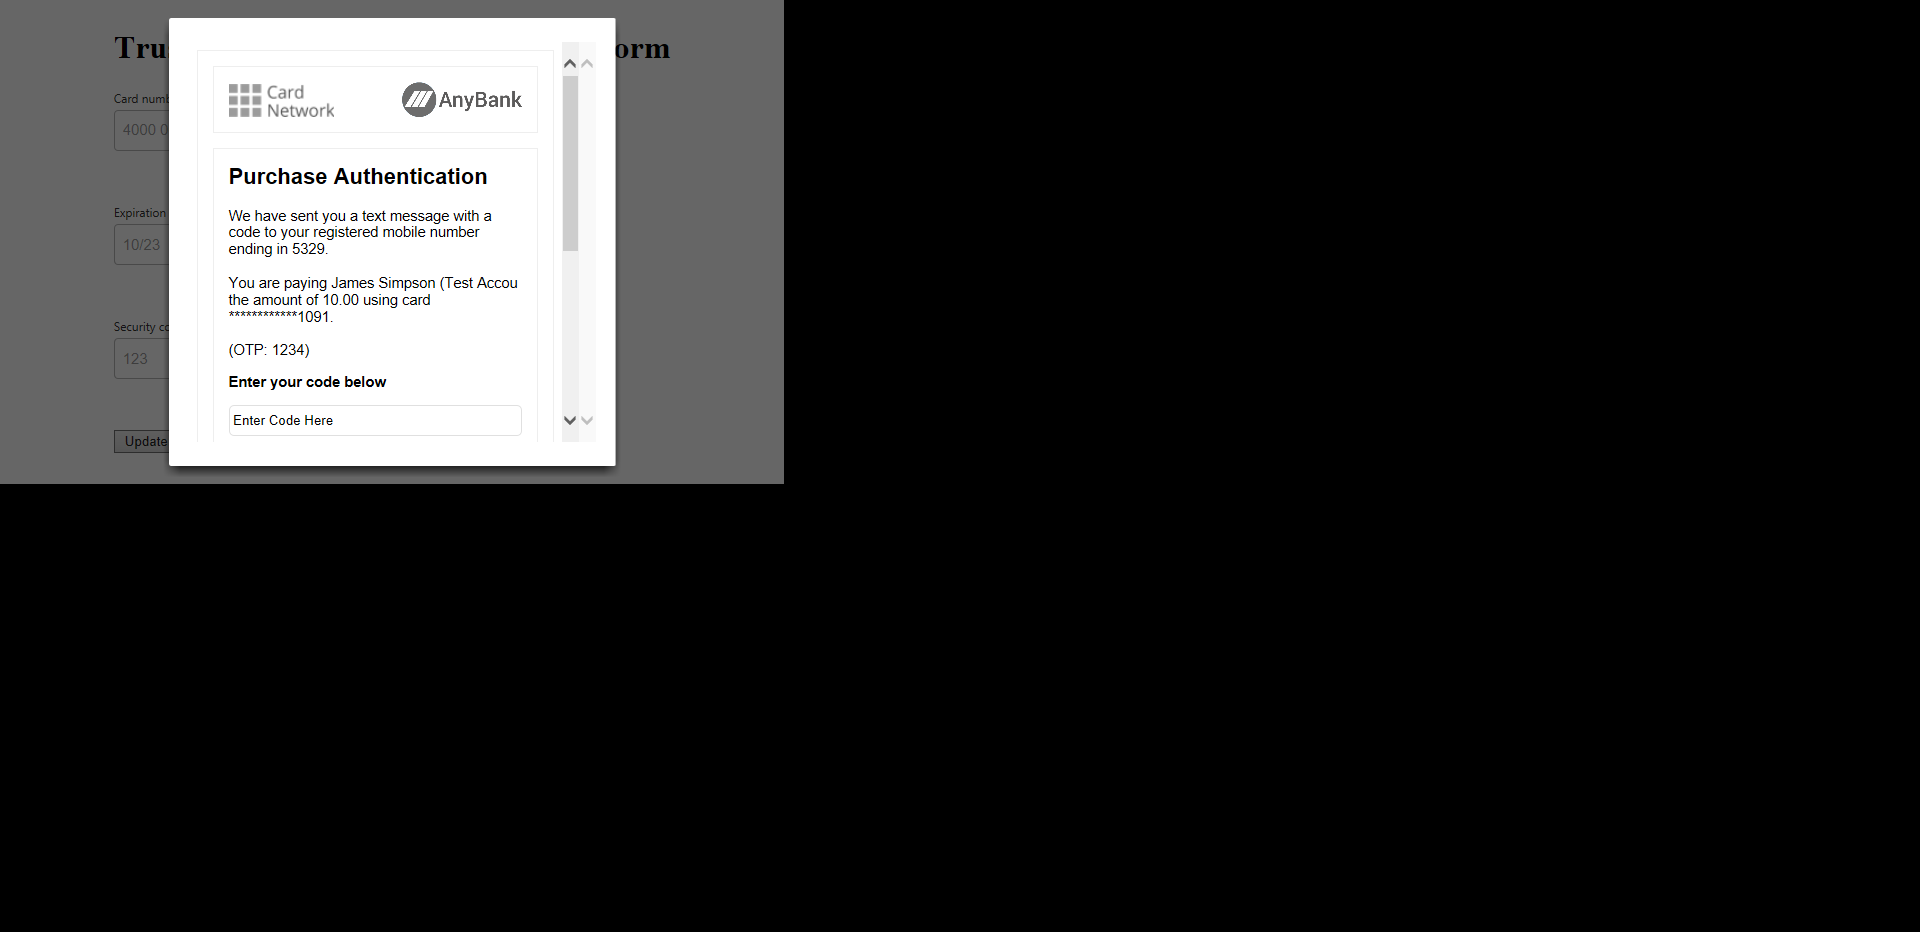 Tru
orm
Card numb
4000 0
Expiration
10/23
Security co
123
Update
Card
Network
AnyBank
Purchase Authentication
We have sent you a text message with a
code to your registered mobile number
ending in 5329.
You are paying James Simpson (Test Accou
the amount of 10.00 using card
************1091.
(OTP: 1234)
Enter your code below
Enter Code Here